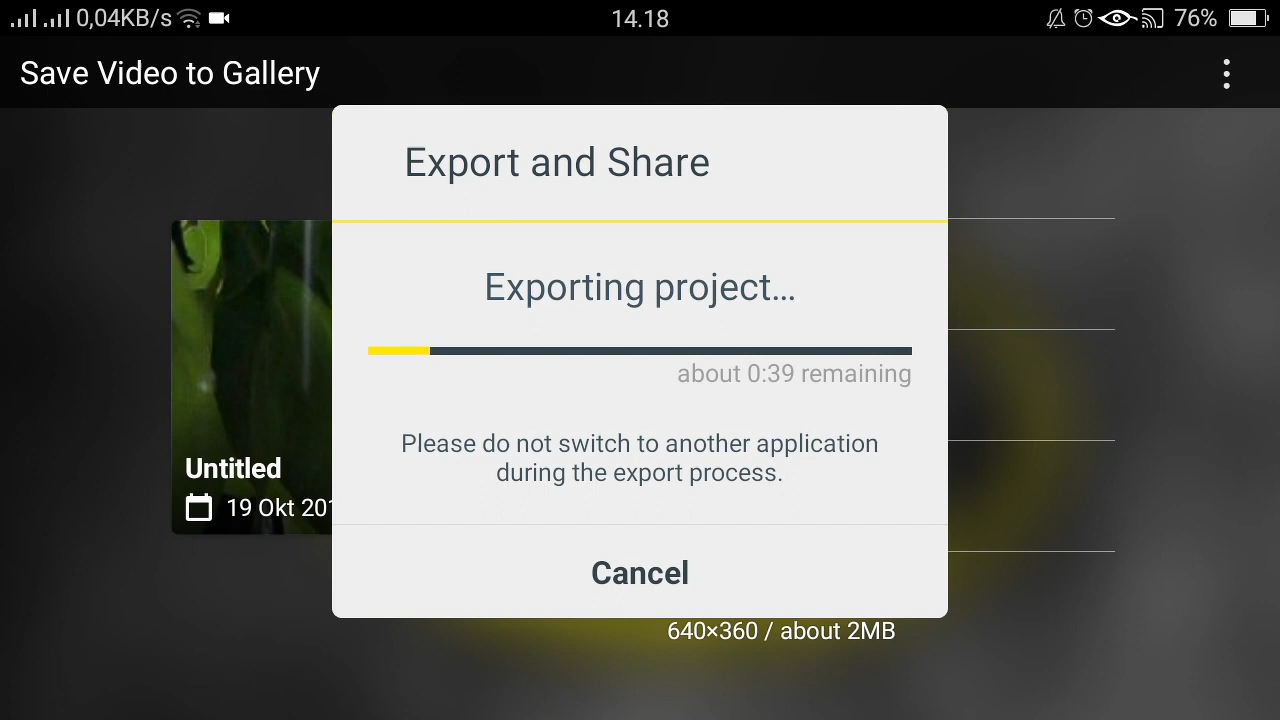 0,04KB/s 14.18 76%
Save Video to Gallery
Export and Share
Exporting project...
about 0:39 remaining
Please do not switch to another application
during the export process.
Untitled
19 Okt 201
Cancel
640×360 / about 2MB